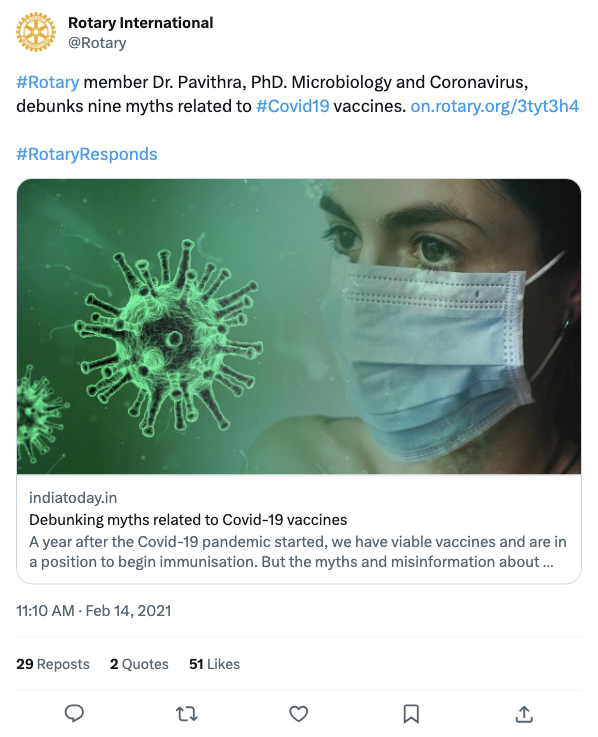 Rotary International
@Rotary
#Rotary member Dr. Pavithra, PhD. Microbiology and Coronavirus,
debunks nine myths related to #Covid19 vaccines. on.rotary.org/3tyt3h4
#RotaryResponds
indiatoday.in
Debunking myths related to Covid-19 vaccines
A year after the Covid-19 pandemic started, we have viable vaccines and are in
a position to begin immunisation. But the myths and misinformation about ...
11:10 AM · Feb 14, 2021
29 Reposts 2 Quotes 51 Likes